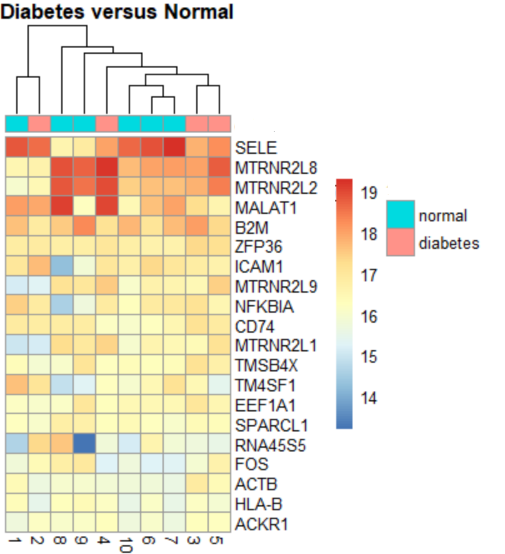 Diabetes versus Normal
SELE
MTRNR2L8
MTRNR2L2
MALAT1
B2M
ZFP36
ICAM1
MTRNR2L9
NFKBIA
CD74
MTRNR2L1
TMSB4X
TM4SF1
EEF1A1
SPARCL1
RNA45S5
FOS
ACTB
HLA-B
ACKR1
1 2 8 9 4 10 6 7 3 5
19
18
17
16
15
14
normal
diabetes